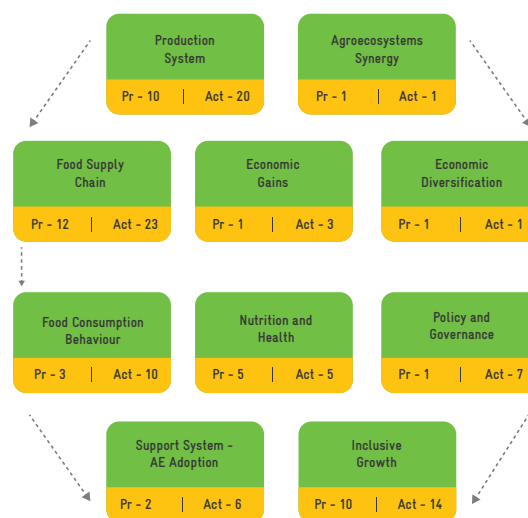 Production
System
Pr - 10 | Act - 20
Agroecosystems
Synergy
Pr - 1 | Act - 1
Food Supply
Chain
Pr - 12 | Act - 23
Economic
Gains
Pr - 1 | Act - 3
Economic
Diversification
Pr - 1 | Act - 1
Food Consumption
Behaviour
Pr - 3 | Act - 10
Nutrition and
Health
Pr - 5 | Act - 5
Policy and
Governance
Pr - 1 | Act - 7
Support System -
AE Adoption
Pr - 2 | Act - 6
Inclusive
Growth
Pr - 10 | Act - 14